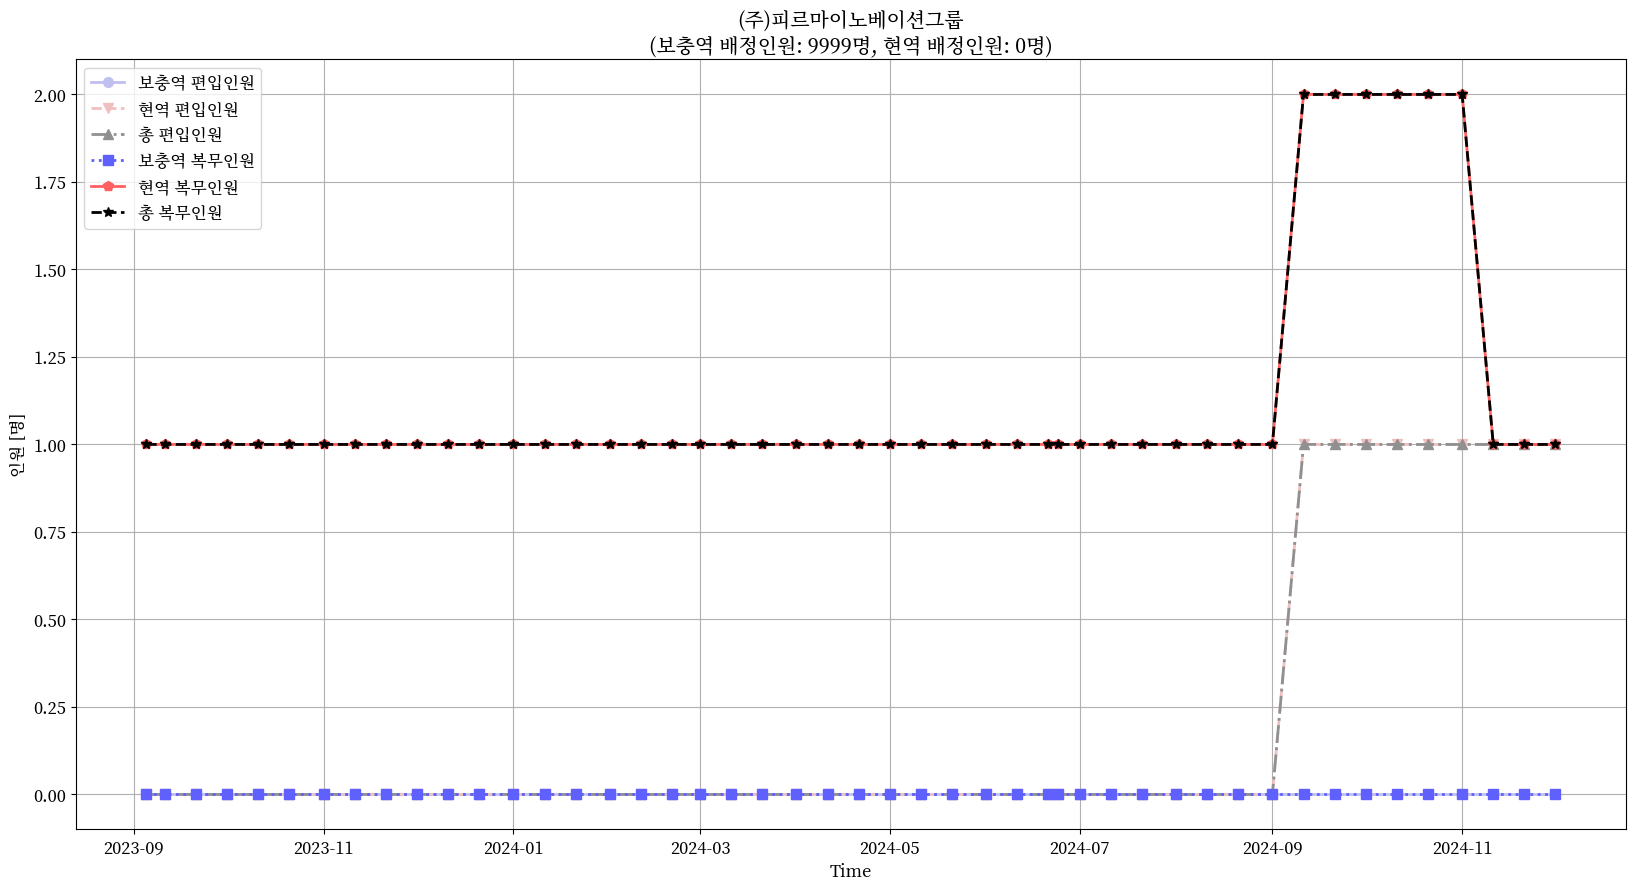 (주)피르마이노베이션그룹
(보충역 배정인원: 9999명, 현역 배정인원: 0명)
보충역 편입인원
현역 편입인원
총 편입인원
보충역 복무인원
현역 복무인원
총 복무인원
2.00
1.75
1.50
1.25
1.00
0.75
0.50
0.25
0.00
인원 [명]
2023-09
2023-11
2024-01
2024-03
2024-05
2024-07
2024-09
2024-11
Time